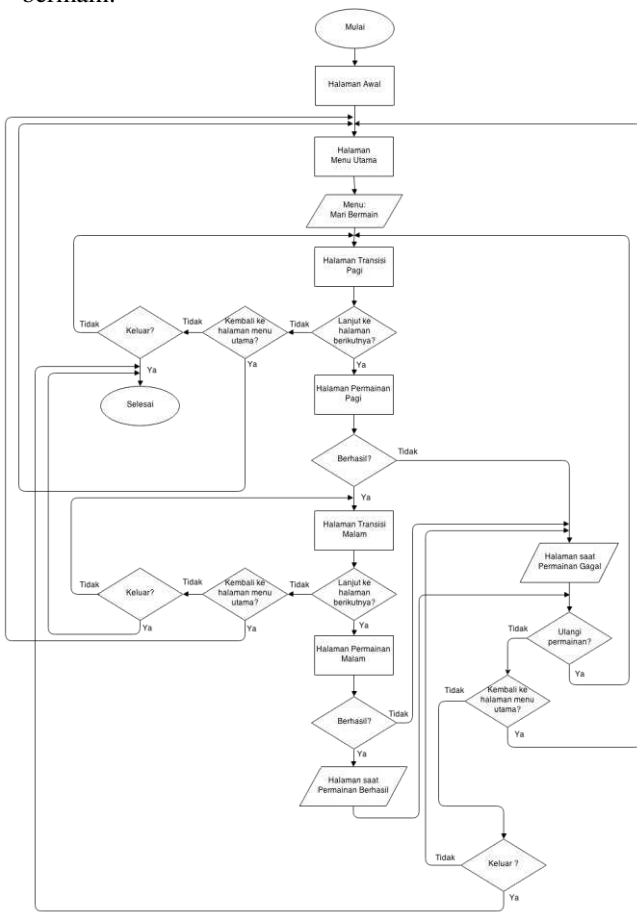 bermain.
Mulai
Halaman Awal
Halaman
Menu Utama
Menu:
Mari Bermain
Halaman Transisi
Pagi
Tidak
Keluar?
Tidak
Kembali ke
halaman menu
utama?
Tidak
Lanjut ke
halaman
berikutnya?
Ya
Ya
Ya
Selesai
Halaman Permainan
Pagi
Berhasil?
Tidak
Ya
Halaman Transisi
Malam
Halaman saat
Permainan Gagal
Tidak
Keluar?
Tidak
Kembali ke
halaman menu
utama?
Tidak
Lanjut ke
halaman
berikutnya?
Ya
Ya
Ya
Tidak
Ulangi
permainan?
Ya
Halaman Permainan
Malam
Tidak
Kembali ke
halaman menu
utama?
Ya
Berhasil?
Tidak
Ya
Halaman saat
Permainan Berhasil
Tidak
Keluar ?
Ya